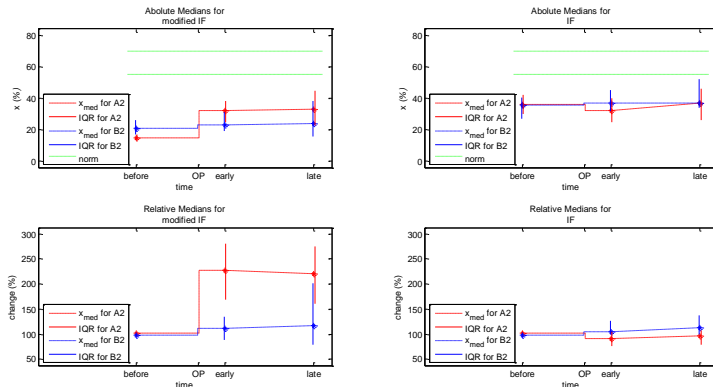 Abolute Medians for
modified IF
80
60
40
20
0
x (%)
x_med for A2
IQR for A2
x_med for B2
IQR for B2
norm
before OP early late
time
Abolute Medians for
IF
80
60
40
20
0
x (%)
x_med for A2
IQR for A2
x_med for B2
IQR for B2
norm
before OP early late
time
Relative Medians for
modified IF
300
250
200
150
100
50
change (%)
x_med for A2
IQR for A2
x_med for B2
IQR for B2
before OP early late
time
Relative Medians for
IF
300
250
200
150
100
50
change (%)
x_med for A2
IQR for A2
x_med for B2
IQR for B2
before OP early late
time